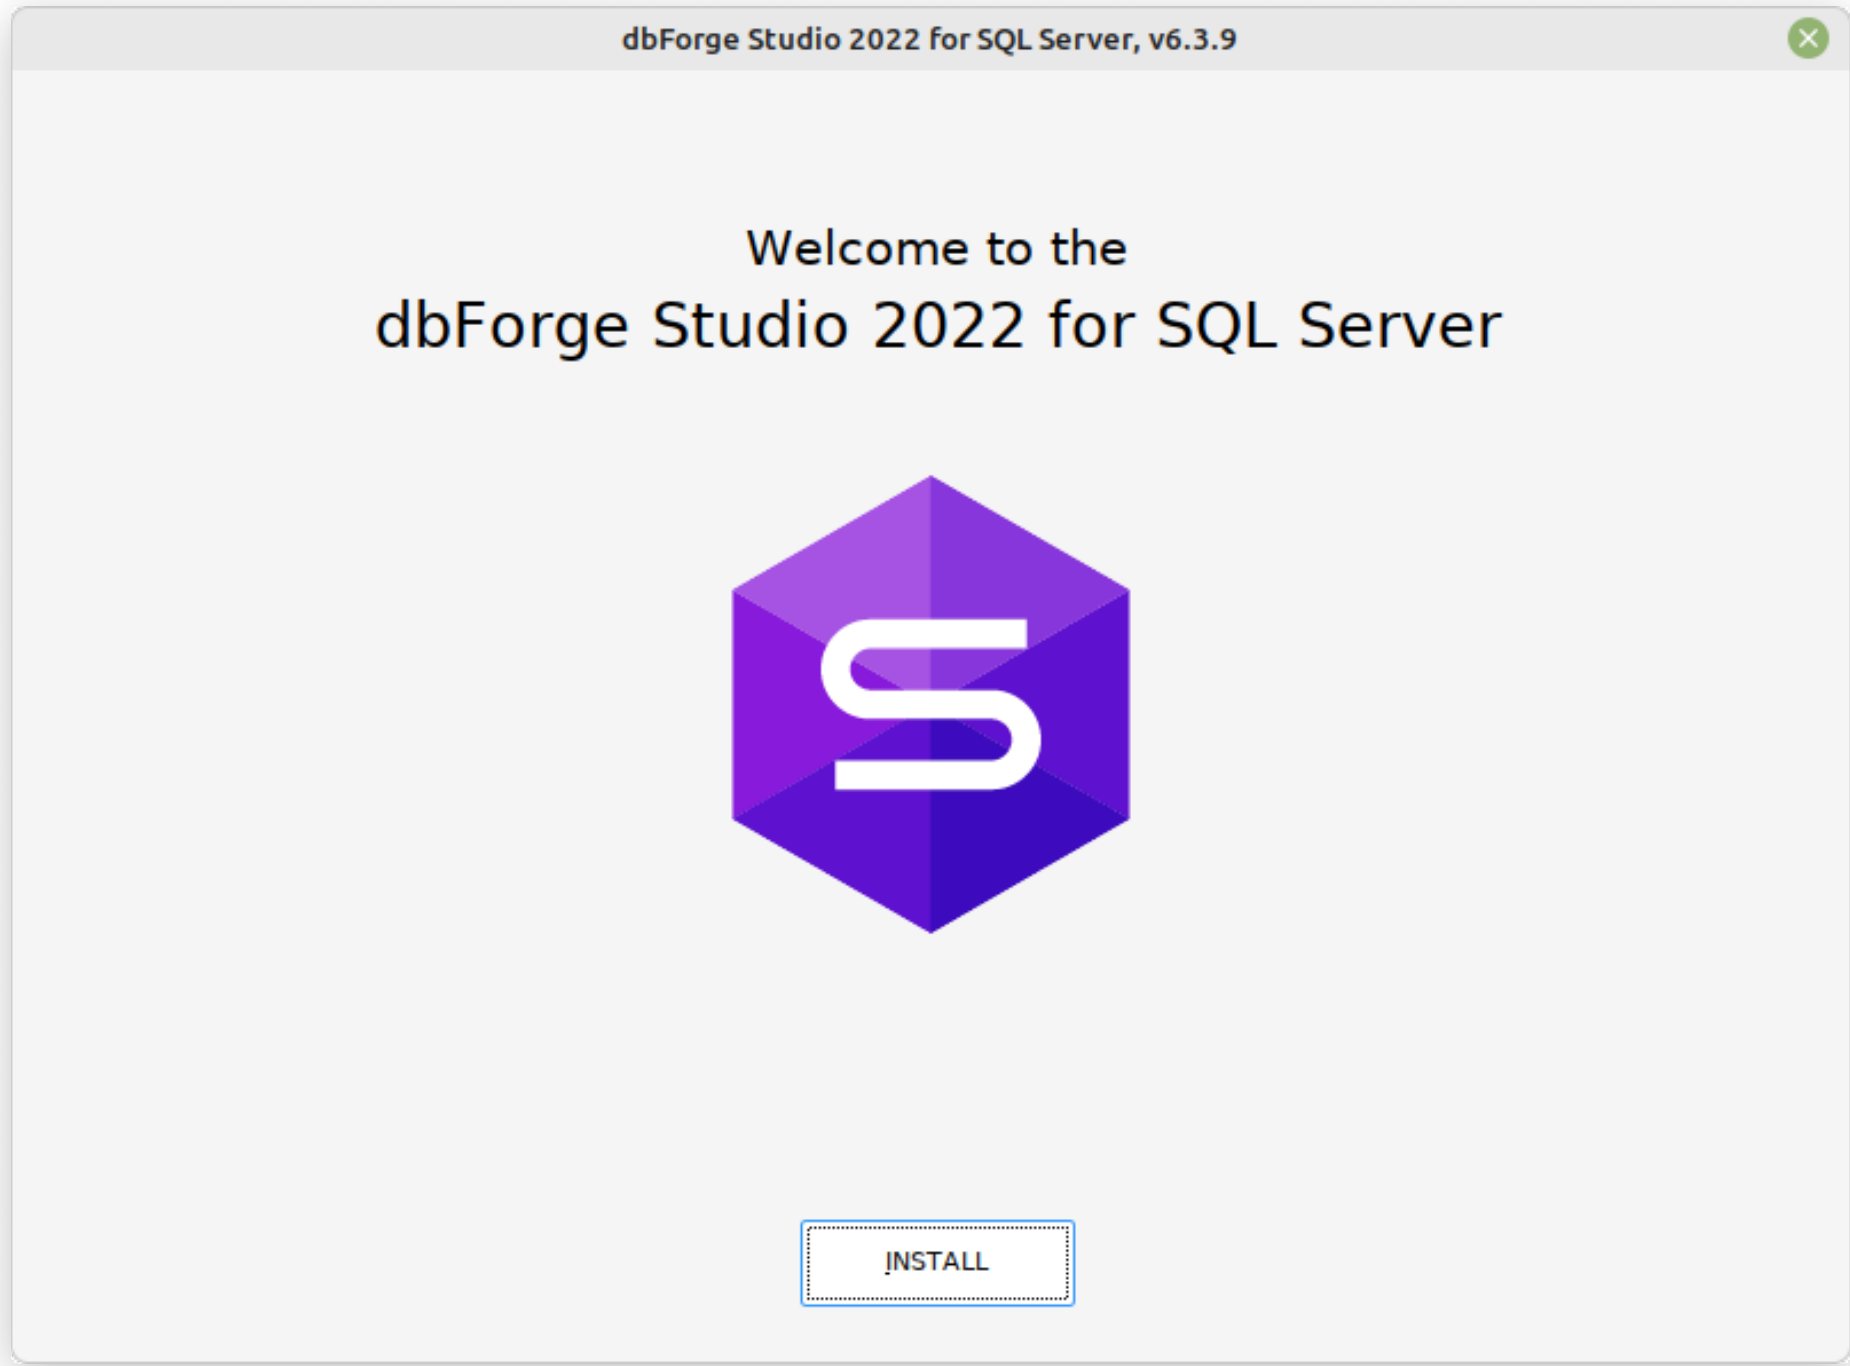 dbForge Studio 2022 for SQL Server, v6.3.9
Welcome to the
dbForge Studio 2022 for SQL Server
S
INSTALL